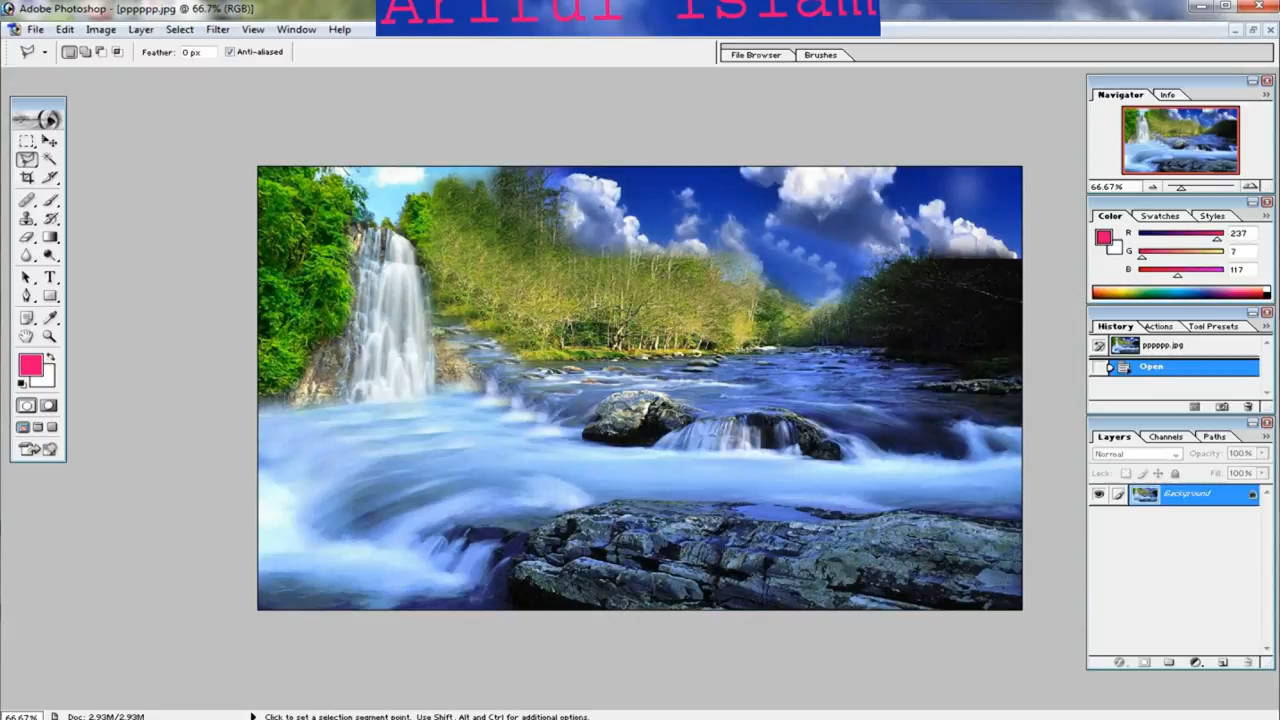 Adobe Photoshop - [pppppp.jpg @ 66.7% (RGB)]
Ariful Islam
File Edit Image Layer Select Filter View Window Help
Feather: 0 px Anti-aliased
File Browser Brushes
Navigator Info
66.67%
Color Swatches Styles
R 237
G 7
B 117
History Actions Tool Presets
pppppp.jpg
Open
Layers Channels Paths
Normal Opacity: 100%
Lock: Fill: 100%
Background
66.67% Doc: 2.93M/2.93M Click to set a selection segment point. Use Shift, Alt and Ctrl for additional options.